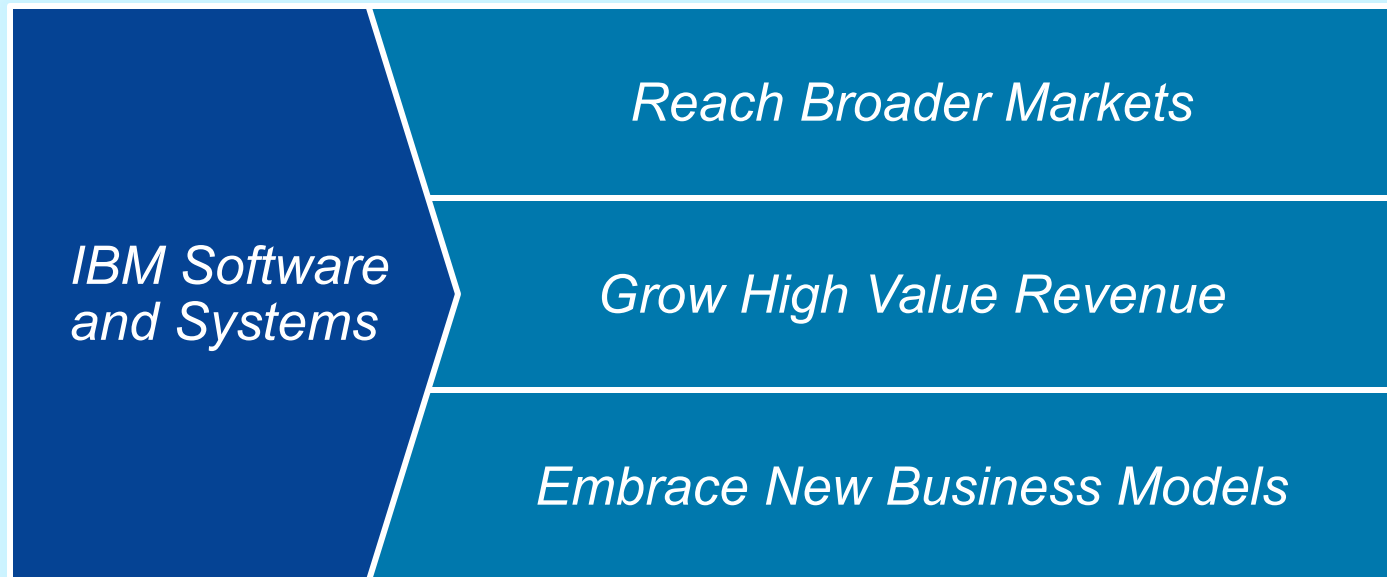 IBM Software
and Systems
Reach Broader Markets
Grow High Value Revenue
Embrace New Business Models